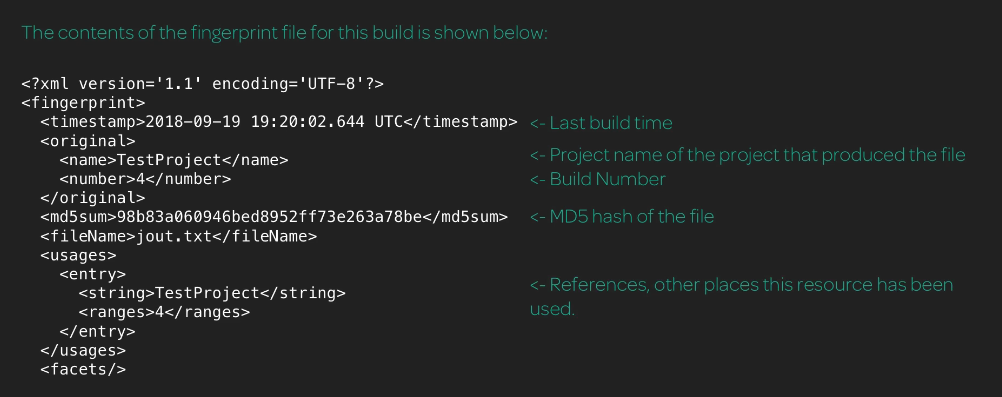 The contents of the fingerprint file for this build is shown below:
<?xml version='1.1' encoding='UTF-8'?>
<fingerprint>
<timestamp>2018-09-19 19:20:02.644 UTC</timestamp> <- Last build time
<original>
<name>TestProject</name> <- Project name of the project that produced the file
<number>4</number> <- Build Number
</original>
<md5sum>98b83a060946bed8952ff73e263a78be</md5sum> <- MD5 hash of the file
<fileName>jout.txt</fileName>
<usages>
<entry>
<string>TestProject</string> <- References, other places this resource has been
<ranges>4</ranges> used.
</entry>
</usages>
<facets/>